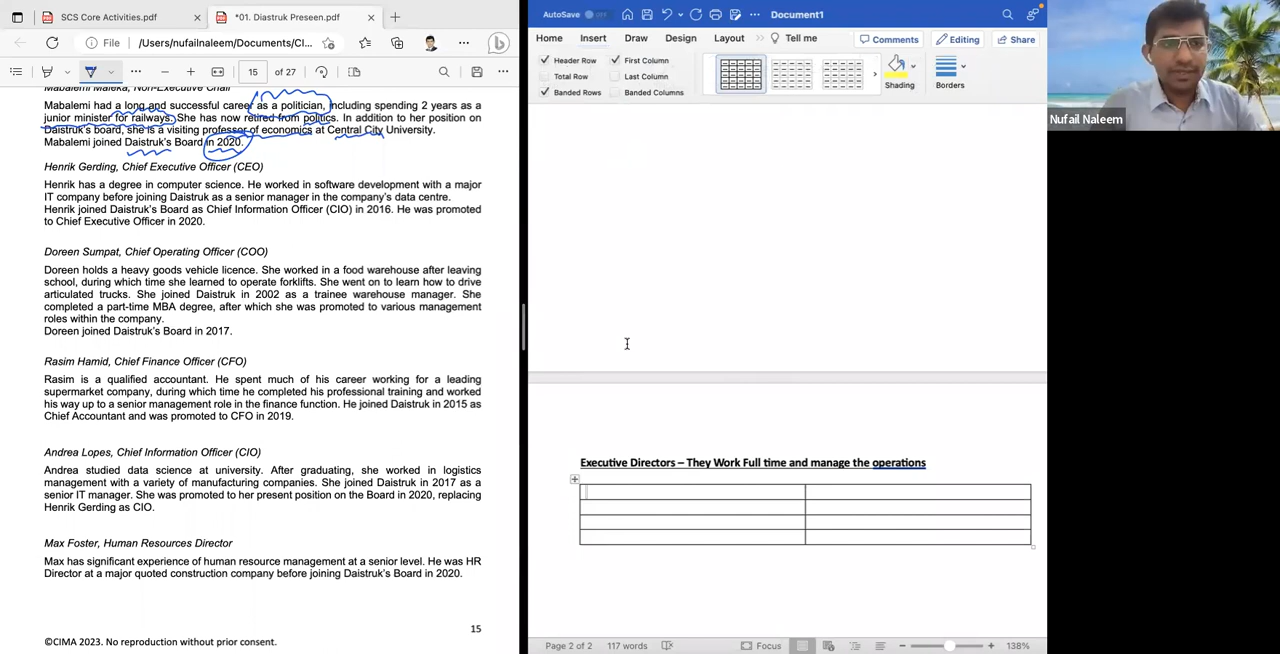 SCS Core Activities.pdf
*01. Diastruk Preseen.pdf
File
/Users/nufailnaleem/Documents/CI...
15
of 27
Mabalemi Maleka, Non-Executive Chair
Mabalemi had a long and successful career as a politician, including spending 2 years as a
junior minister for railways. She has now retired from politics. In addition to her position on
Daistruk's board, she is a visiting professor of economics at Central City University.
Mabalemi joined Daistruk's Board in 2020.
Henrik Gerding, Chief Executive Officer (CEO)
Henrik has a degree in computer science. He worked in software development with a major
IT company before joining Daistruk as a senior manager in the company's data centre.
Henrik joined Daistruk's Board as Chief Information Officer (CIO) in 2016. He was promoted
to Chief Executive Officer in 2020.
Doreen Sumpat, Chief Operating Officer (COO)
Doreen holds a heavy goods vehicle licence. She worked in a food warehouse after leaving
school, during which time she learned to operate forklifts. She went on to learn how to drive
articulated trucks. She joined Daistruk in 2002 as a trainee warehouse manager. She
completed a part-time MBA degree, after which she was promoted to various management
roles within the company.
Doreen joined Daistruk's Board in 2017.
Rasim Hamid, Chief Finance Officer (CFO)
Rasim is a qualified accountant. He spent much of his career working for a leading
supermarket company, during which time he completed his professional training and worked
his way up to a senior management role in the finance function. He joined Daistruk in 2015 as
Chief Accountant and was promoted to CFO in 2019.
Andrea Lopes, Chief Information Officer (CIO)
Andrea studied data science at university. After graduating, she worked in logistics
management with a variety of manufacturing companies. She joined Daistruk in 2017 as a
senior IT manager. She was promoted to her present position on the Board in 2020, replacing
Henrik Gerding as CIO.
Max Foster, Human Resources Director
Max has significant experience of human resource management at a senior level. He was HR
Director at a major quoted construction company before joining Daistruk's Board in 2020.
15
©CIMA 2023. No reproduction without prior consent.
AutoSave OFF
Document1
Home Insert Draw Design Layout Tell me
Comments Editing Share
Header Row First Column
Total Row Last Column
Banded Rows Banded Columns
Shading
Borders
Executive Directors – They Work Full time and manage the operations
Page 2 of 2 117 words
Focus
138%
Nufail Naleem